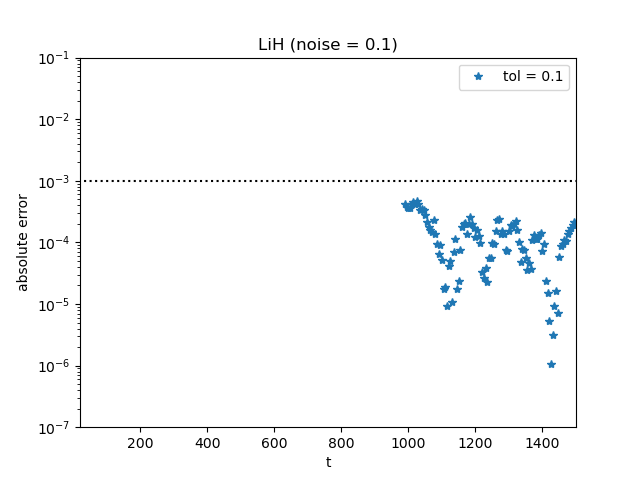 LiH (noise = 0.1)
tol = 0.1
absolute error
10⁻¹
10⁻²
10⁻³
10⁻⁴
10⁻⁵
10⁻⁶
10⁻⁷
200 400 600 800 1000 1200 1400
t